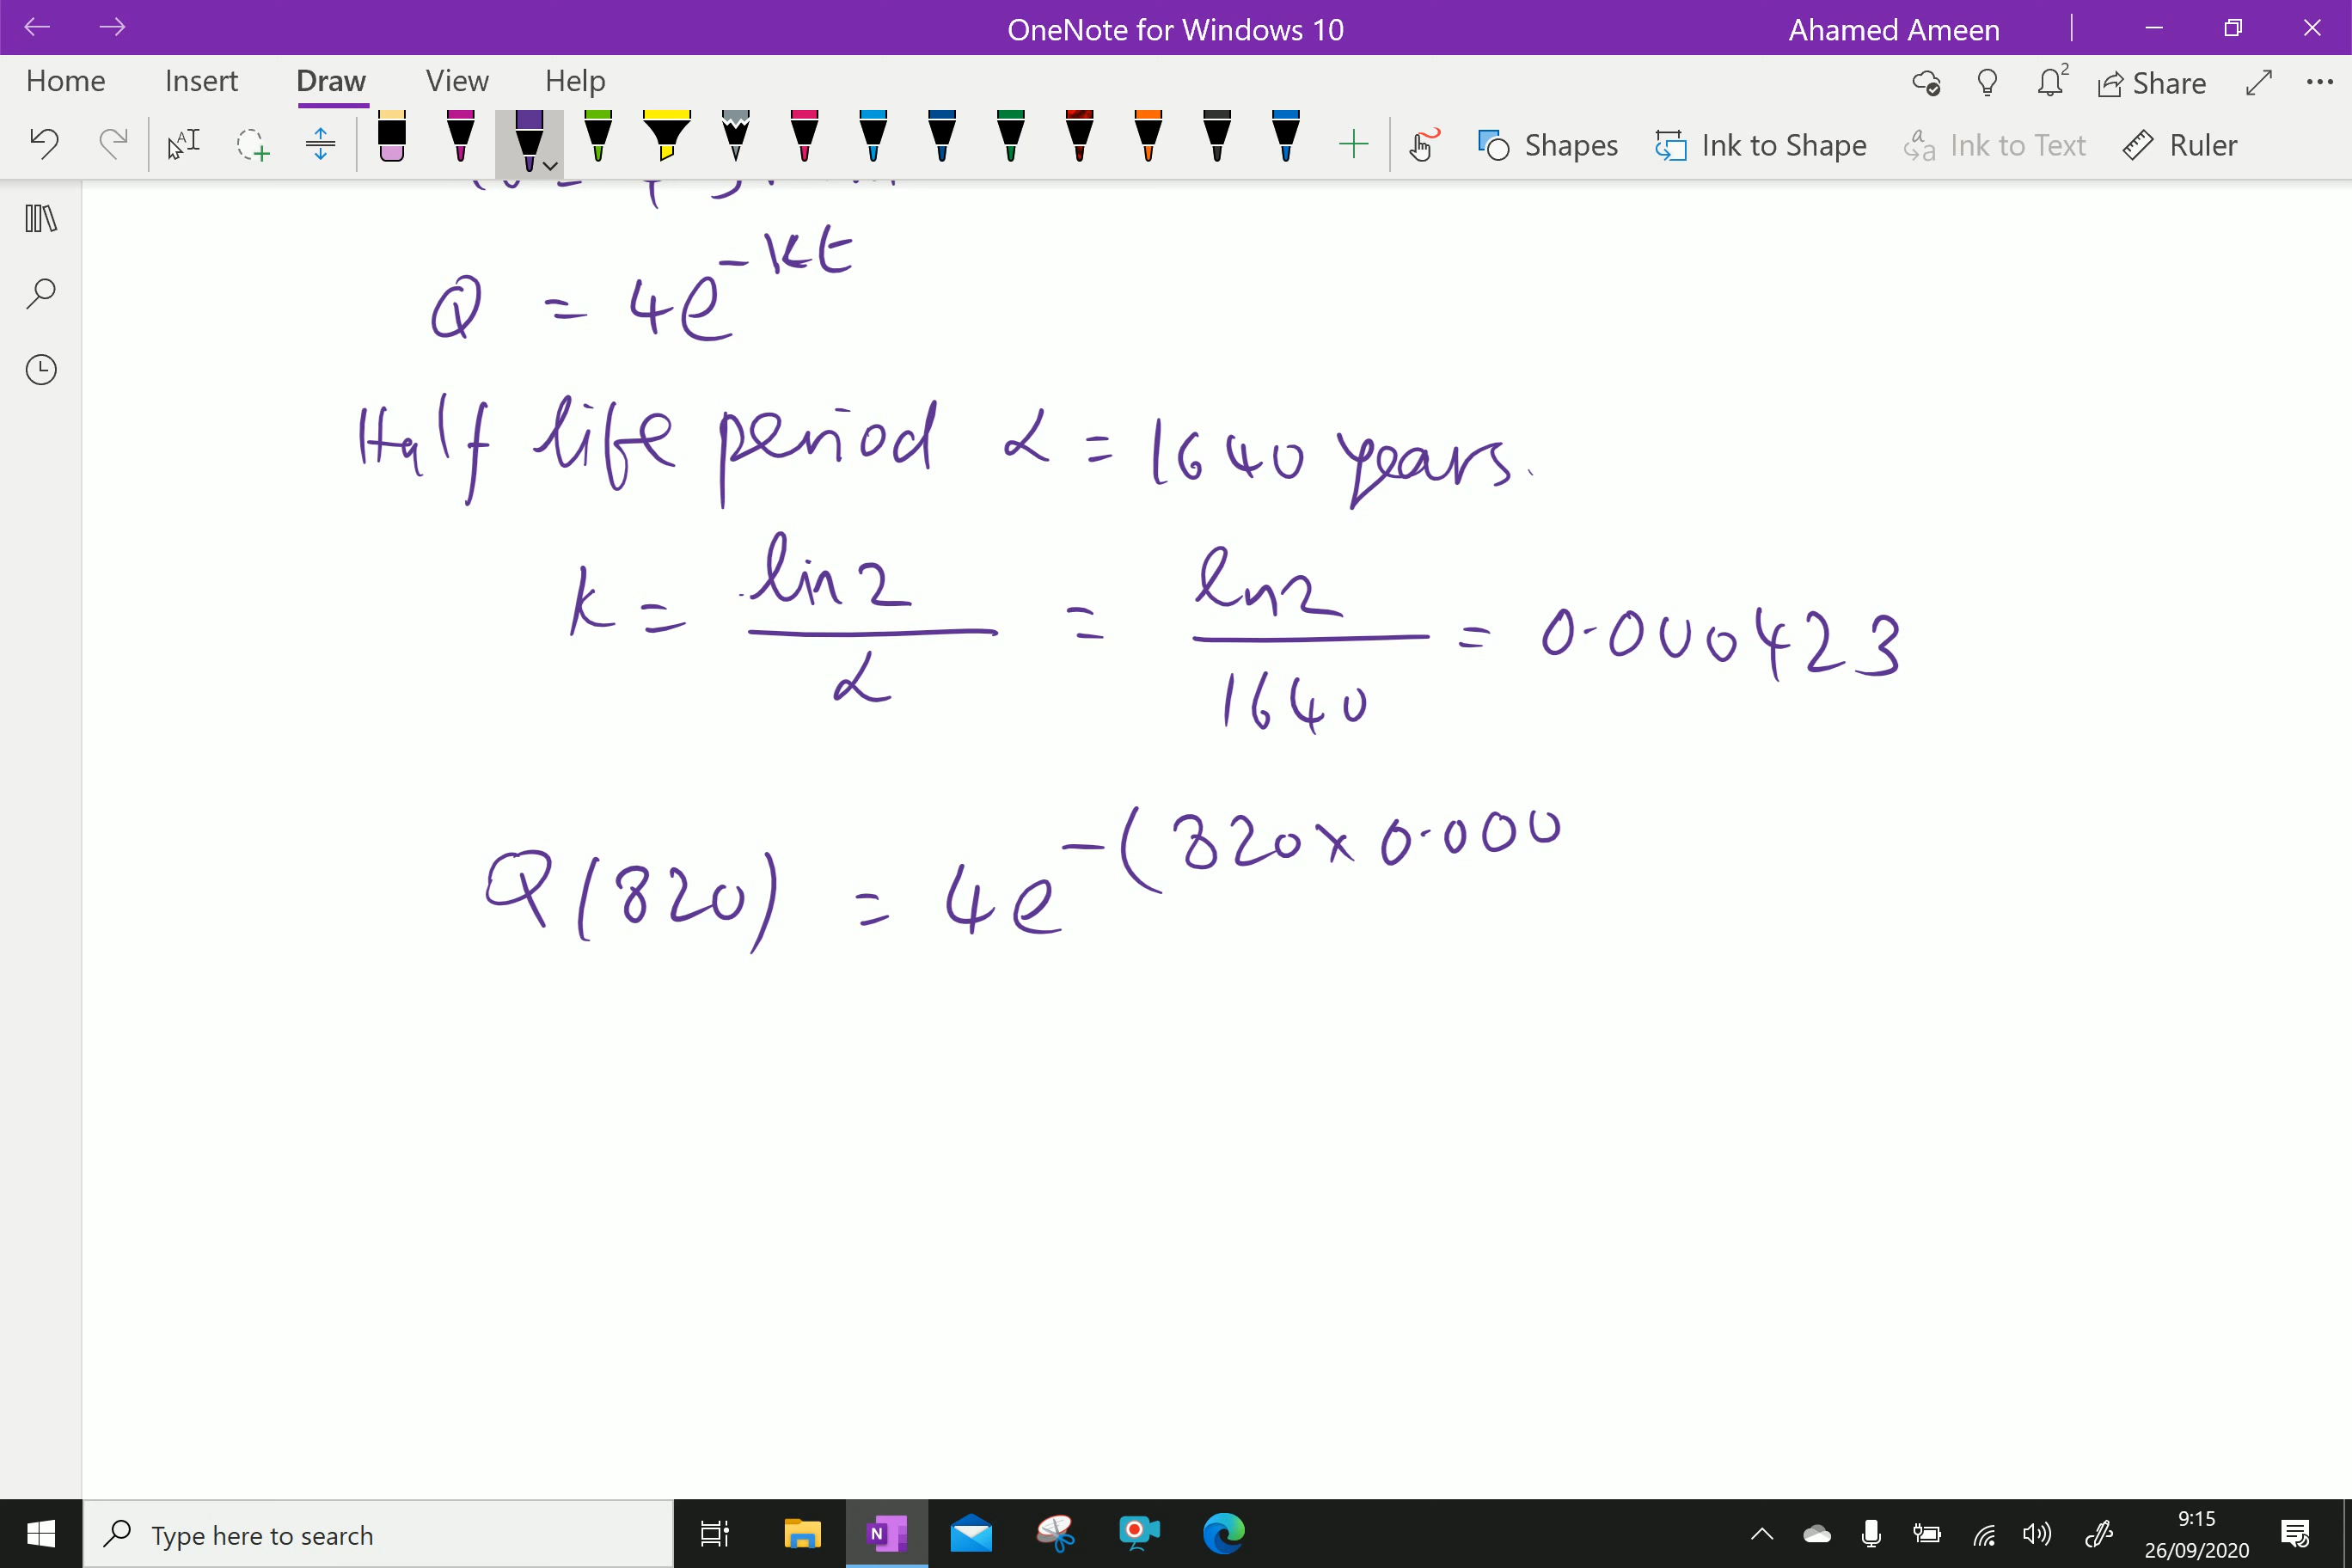 OneNote for Windows 10
Ahamed Ameen
Home Insert Draw View Help
2 Share
Shapes Ink to Shape Ink to Text Ruler
Q = 4e^-kt
Half life period α = 1640 years.
k = lin2/α = ln2/1640 = 0.000423
Q(820) = 4e^-(820×0.000
Type here to search
N
9:15
26/09/2020